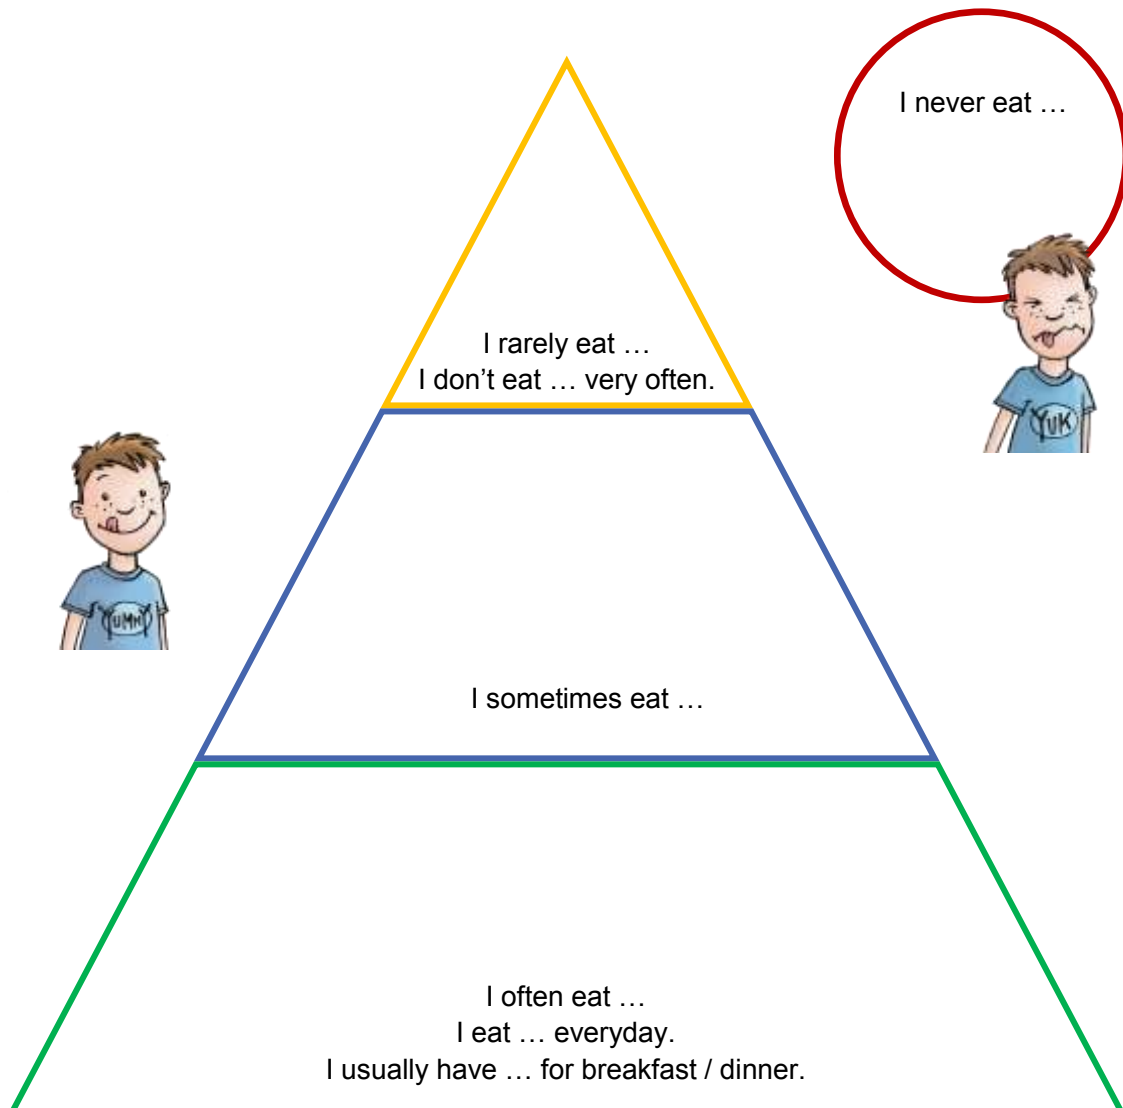 I never eat …
I rarely eat …
I don't eat … very often.
YUK
YUMMY
I sometimes eat …
I often eat …
I eat … everyday.
I usually have … for breakfast / dinner.